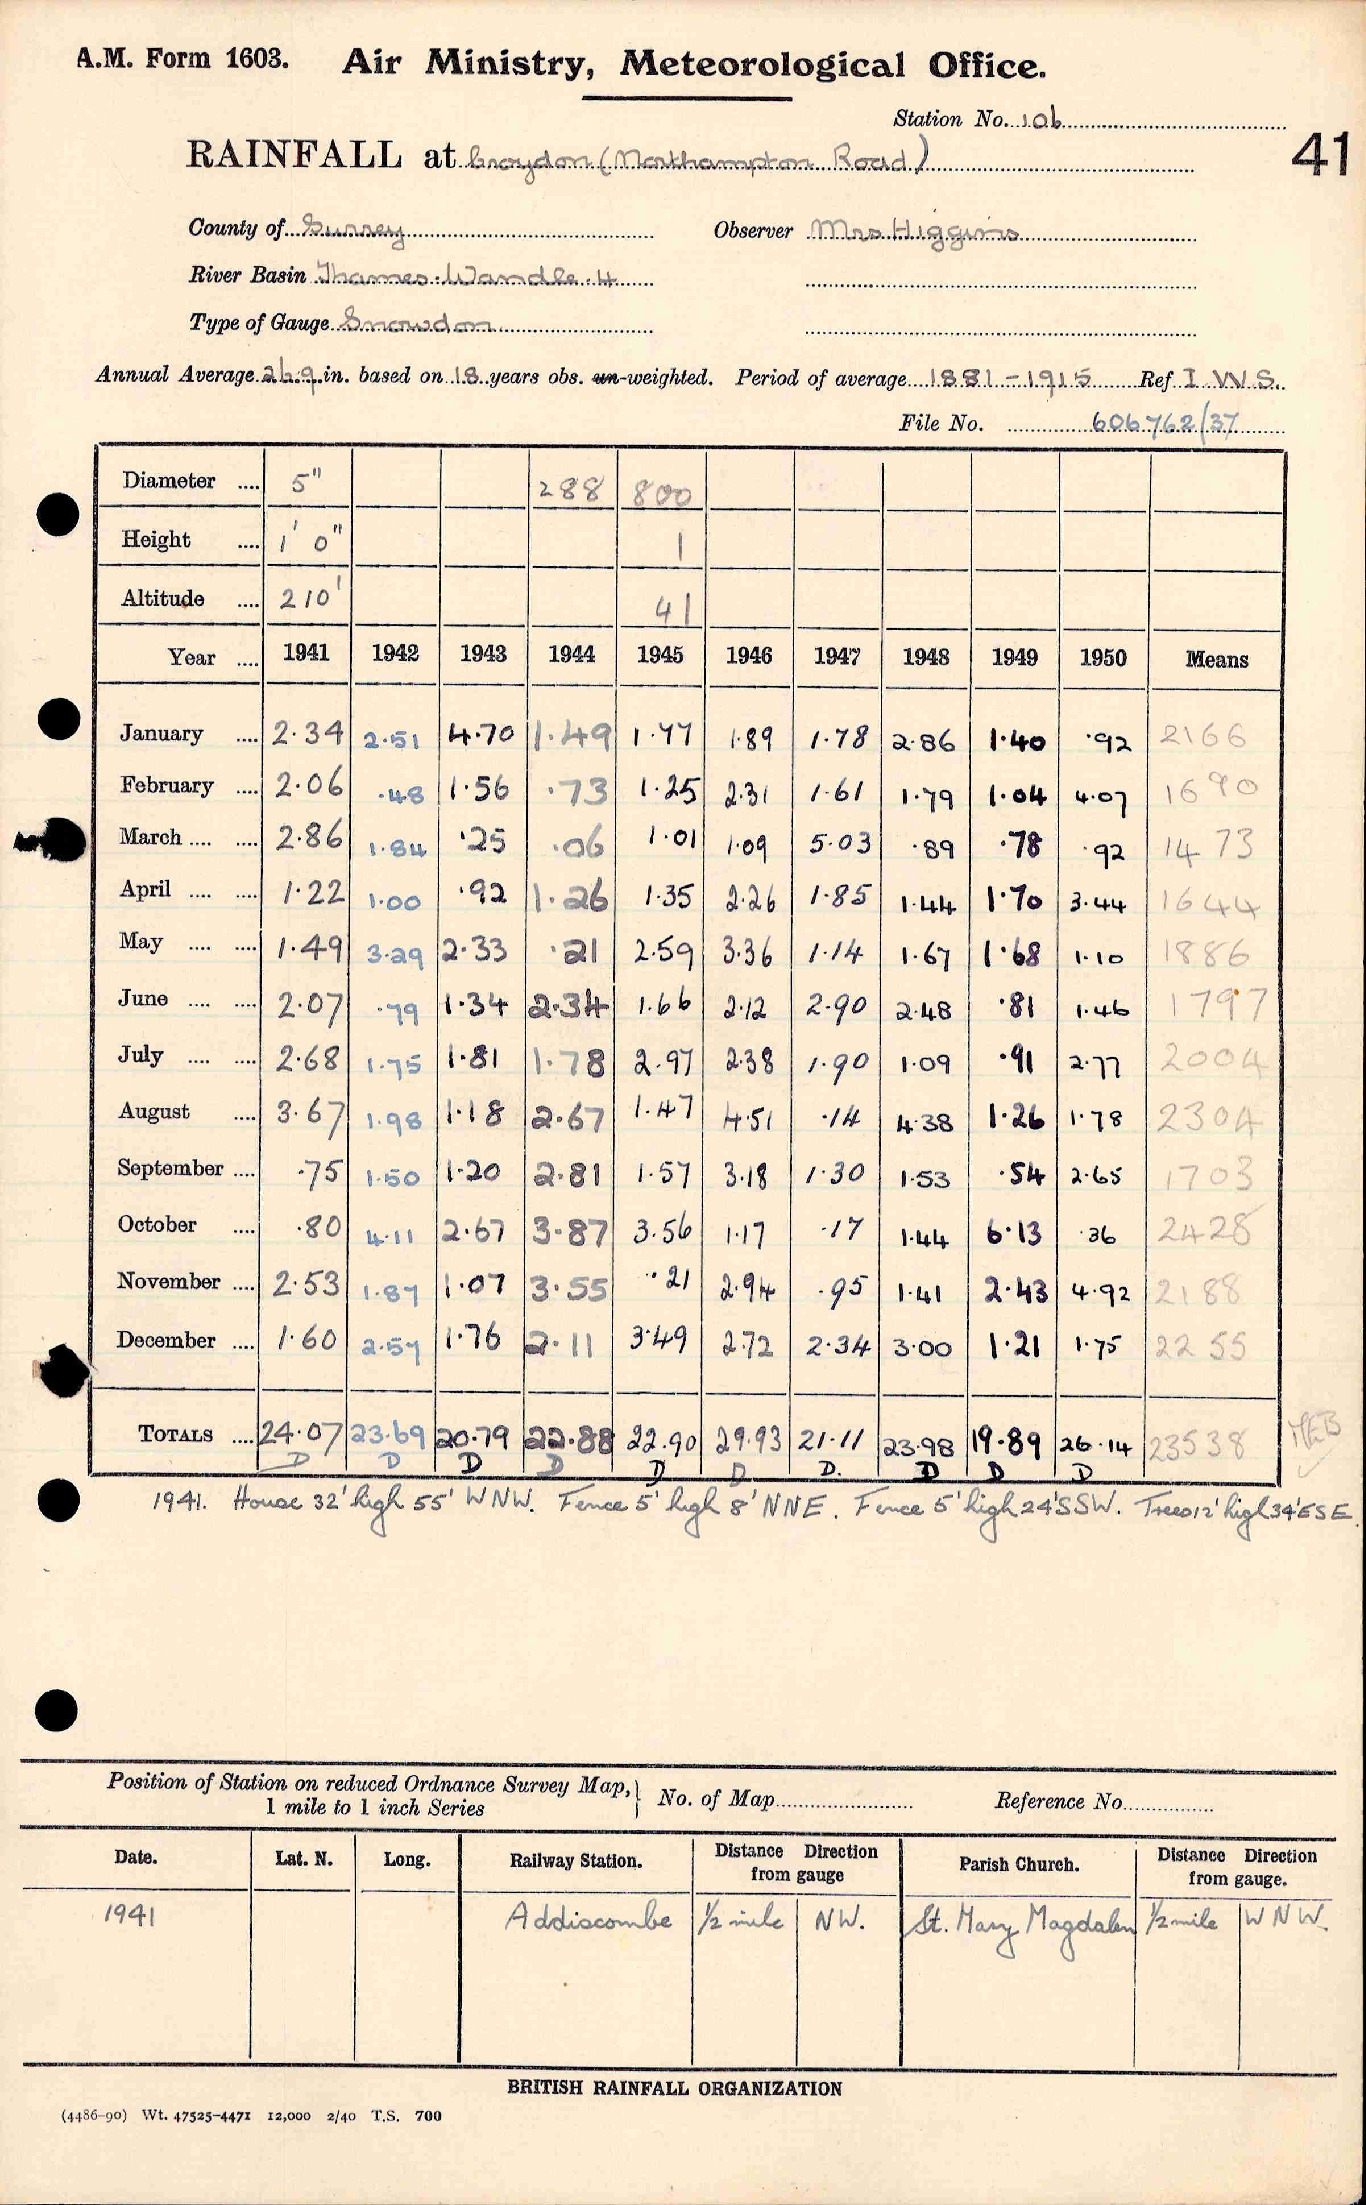 A.M. Form 1603. Air Ministry, Meteorological Office.
Station No. 106
41
RAINFALL at Croydon (Northampton Road)
County of Surrey Observer Mrs Higgins
River Basin Thames: Wandle. 4
Type of Gauge Snowdon
Annual Average 26.9 in. based on 18 years obs. un-weighted. Period of average 1881-1915 Ref I W.S.
File No. 606762/37
Diameter .... 5" 288 800
Height .... 1' 0" 1
Altitude .... 210' 41
Year .... 1941 1942 1943 1944 1945 1946 1947 1948 1949 1950 Means
January .... 2.34 2.51 4.70 1.49 1.77 1.89 1.78 2.86 1.40 .92 2166
February .... 2.06 .48 1.56 .73 1.25 2.31 1.61 1.79 1.04 4.07 1690
March .... .... 2.86 1.84 .25 .06 1.01 1.09 5.03 .89 .78 .92 1473
April .... .... 1.22 1.00 .92 1.26 1.35 2.26 1.85 1.44 1.70 3.44 1644
May .... .... 1.49 3.29 2.33 .21 2.59 3.36 1.14 1.67 1.68 1.10 1886
June .... .... 2.07 .79 1.34 2.34 1.66 2.12 2.90 2.48 .81 1.46 1797
July .... .... 2.68 1.75 1.81 1.78 2.97 2.38 1.90 1.09 .91 2.77 2004
August .... 3.67 1.98 1.18 2.67 1.47 4.51 .14 4.38 1.26 1.78 2304
September .... .75 1.50 1.20 2.81 1.57 3.18 1.30 1.53 .54 2.65 1703
October .... .80 4.11 2.67 3.87 3.56 1.17 .17 1.44 6.13 .36 2428
November .... 2.53 1.87 1.07 3.55 .21 2.94 .95 1.41 2.43 4.92 2188
December .... 1.60 2.57 1.76 2.11 3.49 2.72 2.34 3.00 1.21 1.75 2255
TOTALS .... 24.07 23.69 20.79 22.88 22.90 29.93 21.11 23.98 19.89 26.14 23538 MEB
D D D D D D D. D D D
1941. House 32' high 55' WNW. Fence 5' high 8' NNE. Fence 5' high 24' SSW. Trees 12' high 34' ESE.
Position of Station on reduced Ordnance Survey Map, No. of Map Reference No.
1 mile to 1 inch Series
Date. Lat. N. Long. Railway Station. Distance Direction from gauge Parish Church. Distance Direction from gauge.
1941 Addiscombe 1/2 mile NW. St. Mary Magdalen 1/2 mile WNW.
BRITISH RAINFALL ORGANIZATION
(4486-90) Wt. 47525-4471 12,000 2/40 T.S. 700